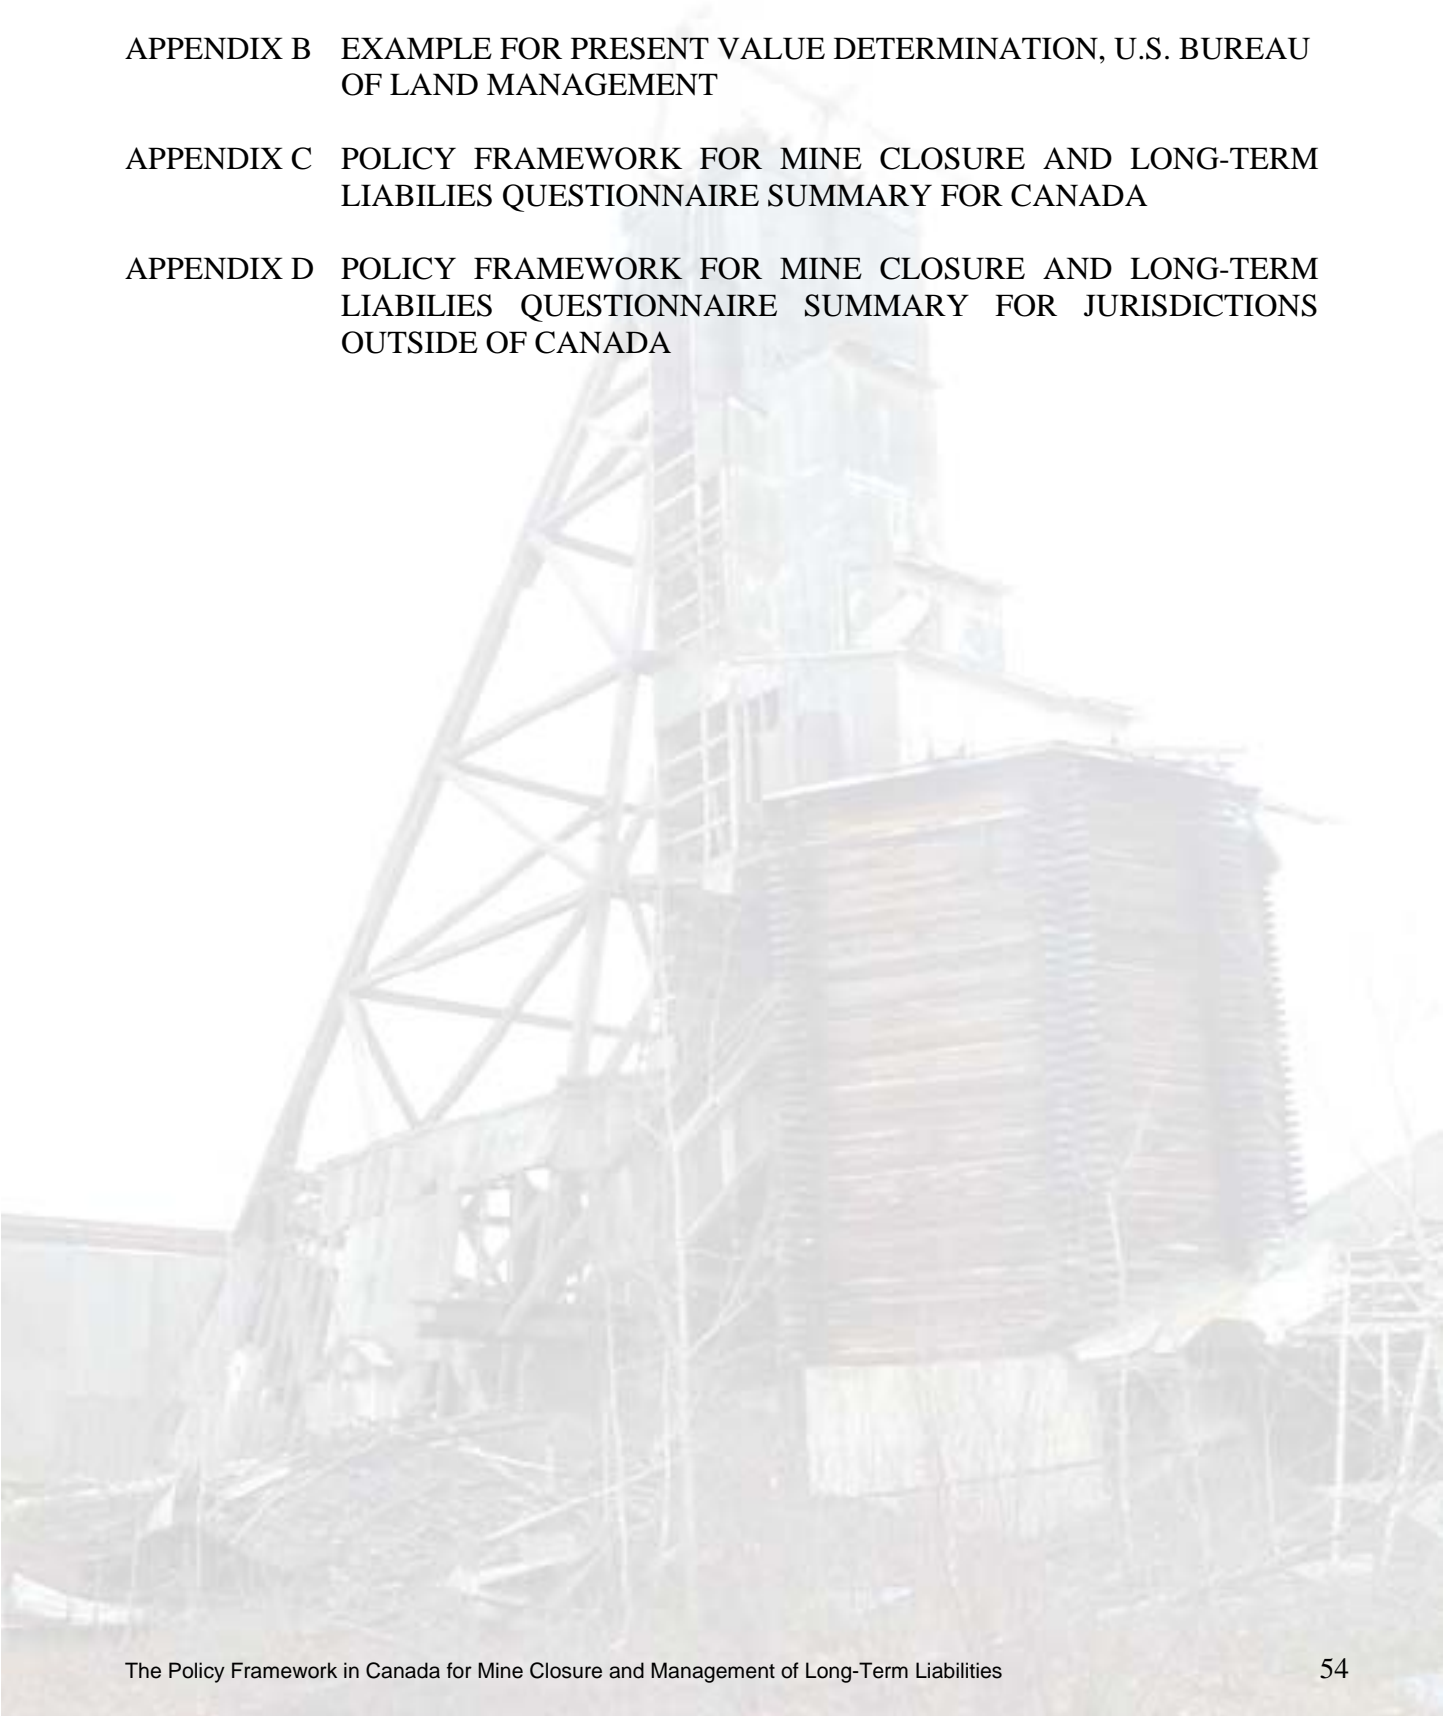 APPENDIX B EXAMPLE FOR PRESENT VALUE DETERMINATION, U.S. BUREAU
OF LAND MANAGEMENT
APPENDIX C POLICY FRAMEWORK FOR MINE CLOSURE AND LONG-TERM
LIABILIES QUESTIONNAIRE SUMMARY FOR CANADA
APPENDIX D POLICY FRAMEWORK FOR MINE CLOSURE AND LONG-TERM
LIABILIES QUESTIONNAIRE SUMMARY FOR JURISDICTIONS
OUTSIDE OF CANADA
The Policy Framework in Canada for Mine Closure and Management of Long-Term Liabilities 54